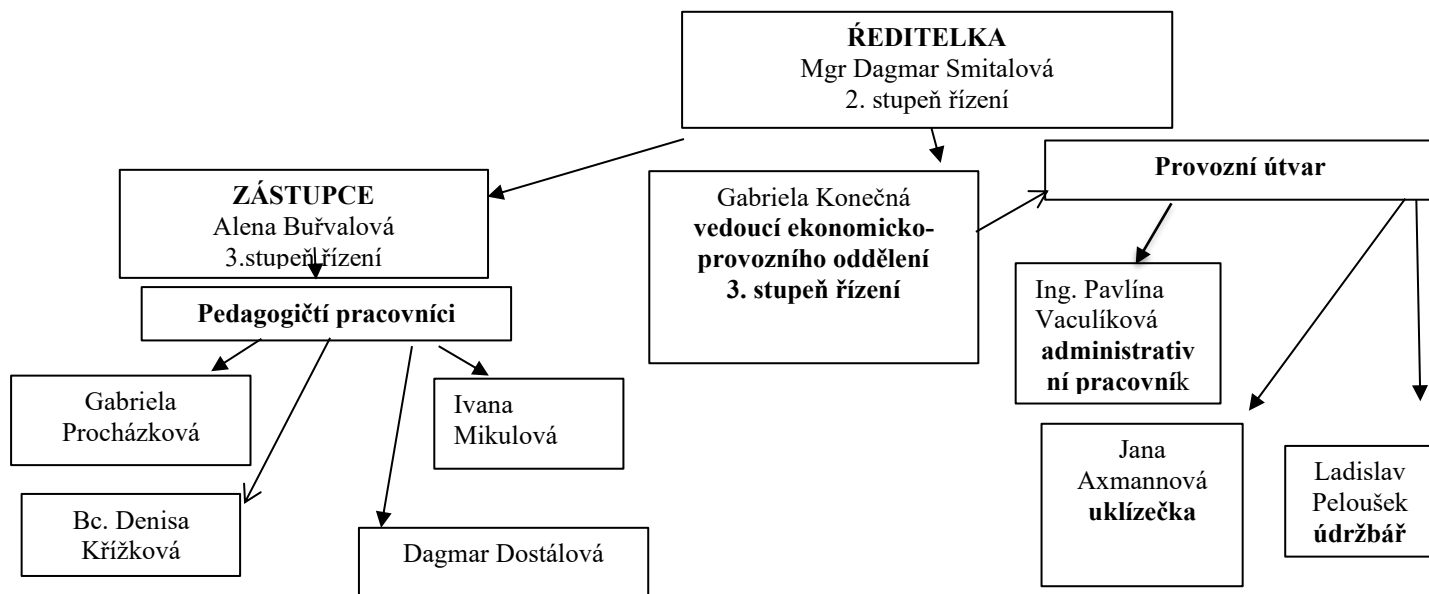 ŔEDITELKA
Mgr Dagmar Smitalová
2. stupeň řízení
Provozní útvar
ZÁSTUPCE
Alena Buřvalová
3.stupeň řízení
Gabriela Konečná
vedoucí ekonomicko-
provozního oddělení
3. stupeň řízení
Pedagogičtí pracovníci
Ing. Pavlína
Vaculíková
administrativ
ní pracovník
Gabriela
Procházková
Ivana
Mikulová
Jana
Axmannová
uklízečka
Ladislav
Peloušek
údržbář
Bc. Denisa
Křížková
Dagmar Dostálová